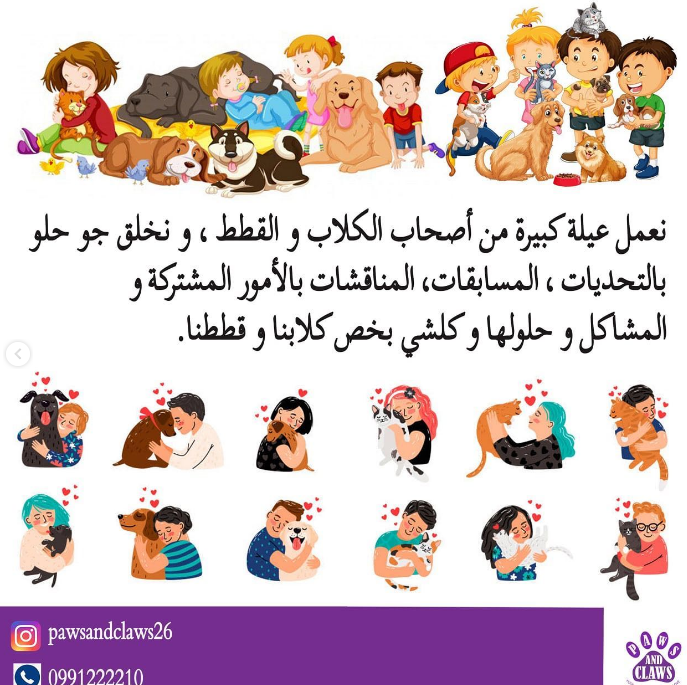 نعمل عيلة كبيرة من أصحاب الكلاب و القطط ، و نخلق جو حلو
بالتحديات ، المسابقات، المناقشات بالأمور المشتركة و
المشاكل و حلولها و كلشي بخص كلابنا و قططنا.
pawsandclaws26
0991222210
PAWS
AND
CLAWS